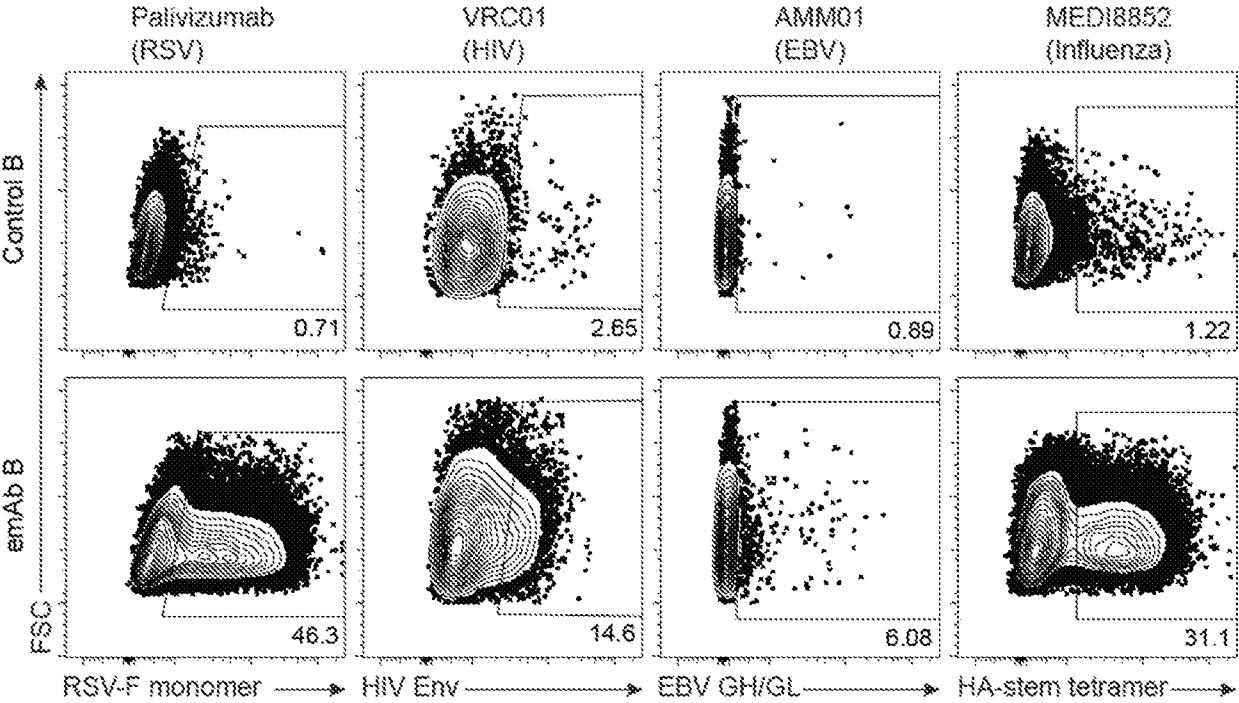 Palivizumab
(RSV)
VRC01
(HIV)
AMM01
(EBV)
MEDI8852
(Influenza)
Control B
0.71
2.65
0.89
1.22
emAb B
46.3
14.6
6.08
31.1
FSC
RSV-F monomer
HIV Env
EBV GH/GL
HA-stem tetramer